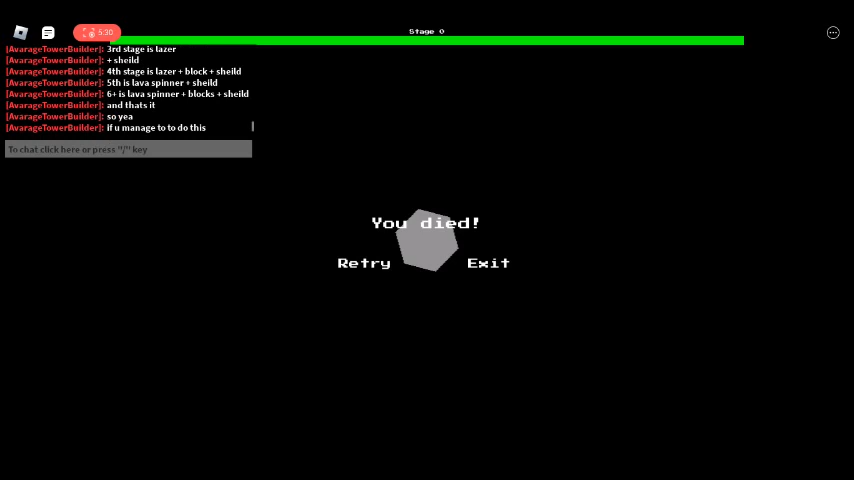 Stage 0
6:30
[AvarageTowerBuilder]: 3rd stage is lazer
[AvarageTowerBuilder]: + sheild
[AvarageTowerBuilder]: 4th stage is lazer + block + sheild
[AvarageTowerBuilder]: 5th is lava spinner + sheild
[AvarageTowerBuilder]: 6+ is lava spinner + blocks + sheild
[AvarageTowerBuilder]: and thats it
[AvarageTowerBuilder]: so yea
[AvarageTowerBuilder]: if u manage to to do this
To chat click here or press "/" key
You died!
Retry Exit